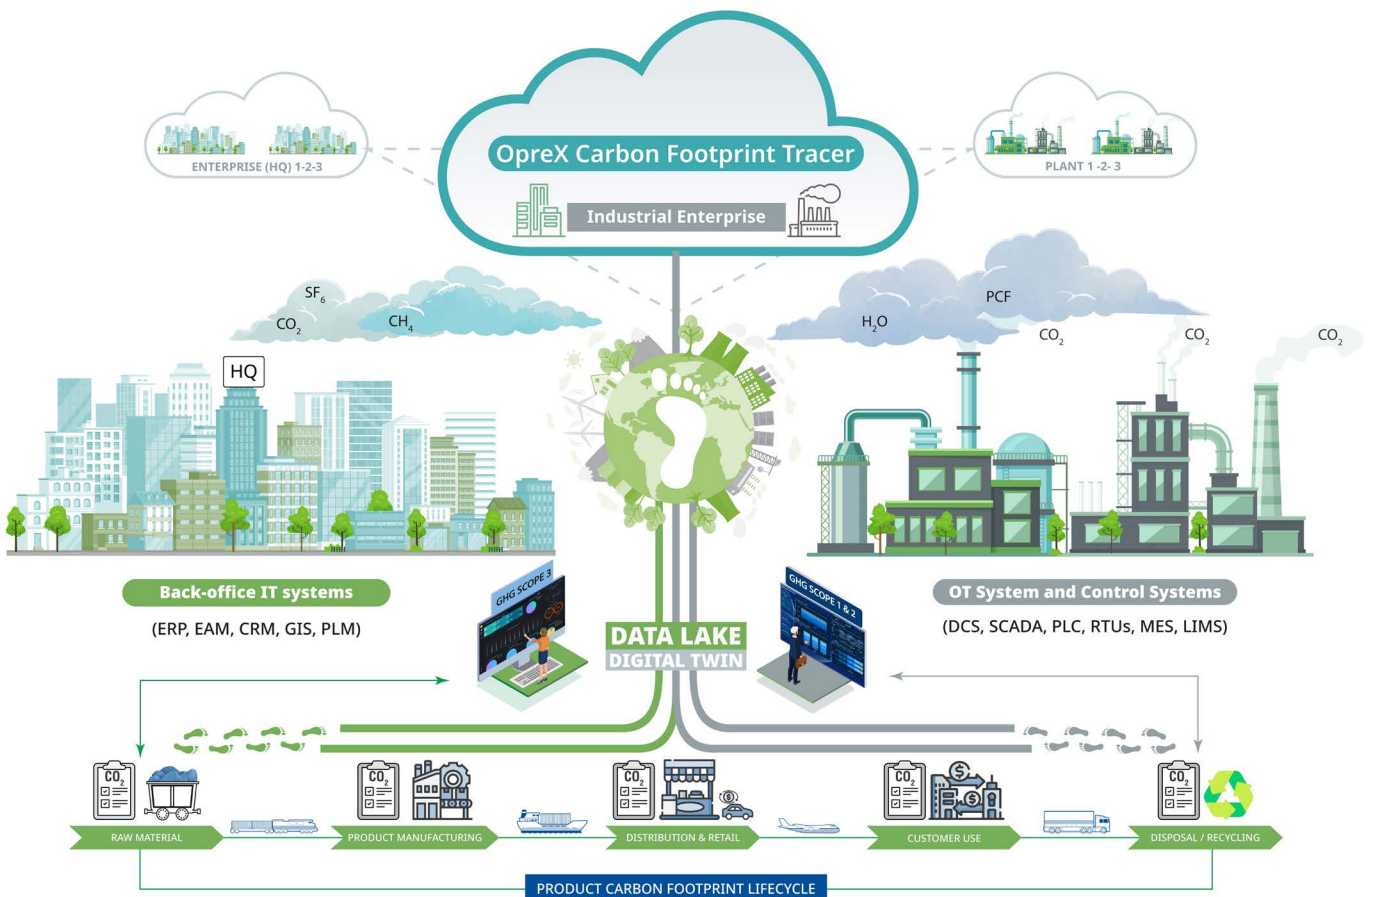 OpreX Carbon Footprint Tracer
ENTERPRISE (HQ) 1-2-3
PLANT 1 -2- 3
Industrial Enterprise
SF6
CO2
CH4
PCF
H2O
CO2
CO2
CO2
HQ
Back-office IT systems
(ERP, EAM, CRM, GIS, PLM)
GHG SCOPE 3
DATA LAKE
DIGITAL TWIN
GHG SCOPE 1 & 2
OT System and Control Systems
(DCS, SCADA, PLC, RTUs, MES, LIMS)
CO2
CO2
CO2
CO2
CO2
RAW MATERIAL
PRODUCT MANUFACTURING
DISTRIBUTION & RETAIL
CUSTOMER USE
DISPOSAL / RECYCLING
PRODUCT CARBON FOOTPRINT LIFECYCLE